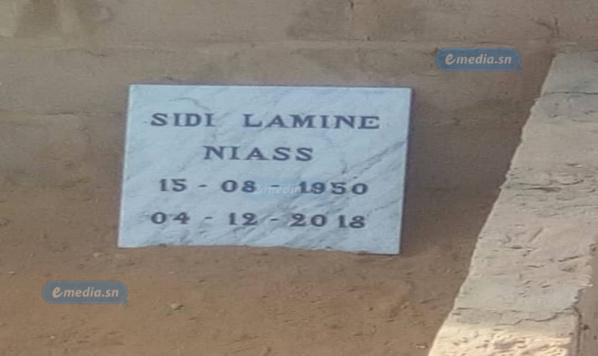 emedia.sn
SIDI LAMINE
NIASS
15 - 08 - 1950
04 - 12 - 2018
emedia.sn